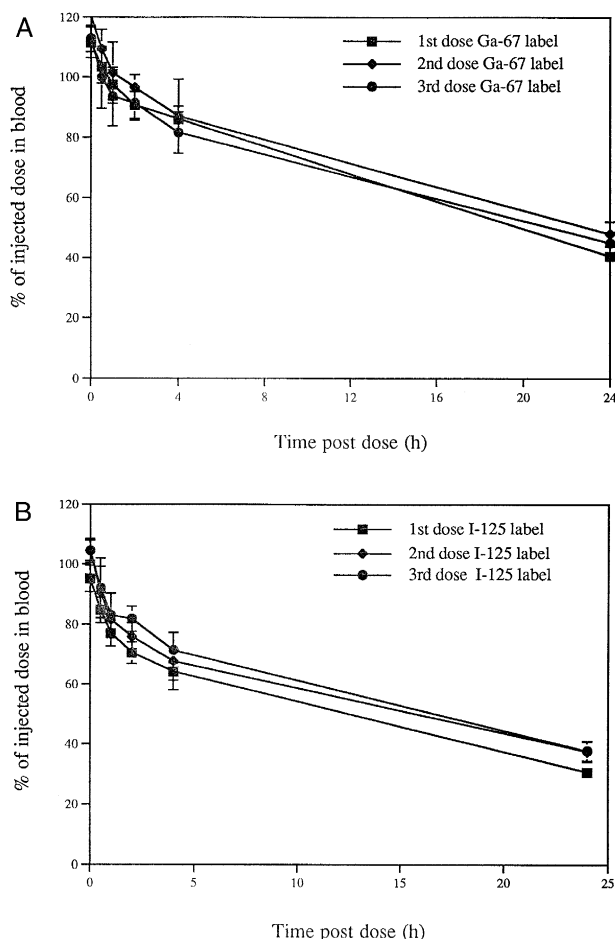 A
120
100
80
60
40
20
0
% of injected dose in blood
1st dose Ga-67 label
2nd dose Ga-67 label
3rd dose Ga-67 label
0 4 8 12 16 20 24
Time post dose (h)
B
120
100
80
60
40
20
0
% of injected dose in blood
1st dose I-125 label
2nd dose I-125 label
3rd dose I-125 label
0 5 10 15 20 25
Time post dose (h)